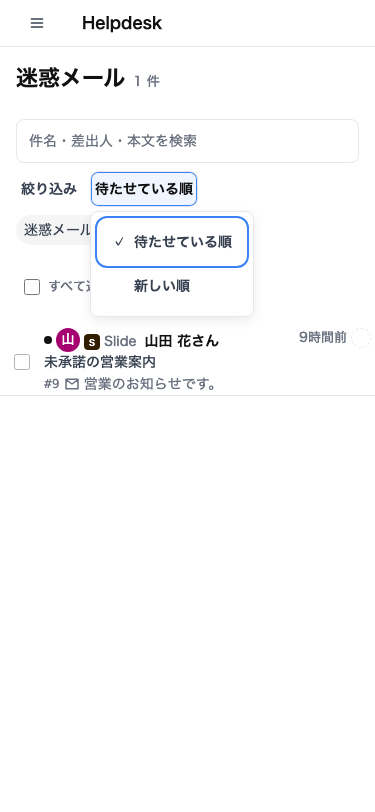 Helpdesk
迷惑メール 1 件
件名・差出人・本文を検索
絞り込み 待たせている順
迷惑メール
✓ 待たせている順
すべて
新しい順
山 s Slide 山田 花さん 9時間前
未承諾の営業案内
#9 営業のお知らせです。